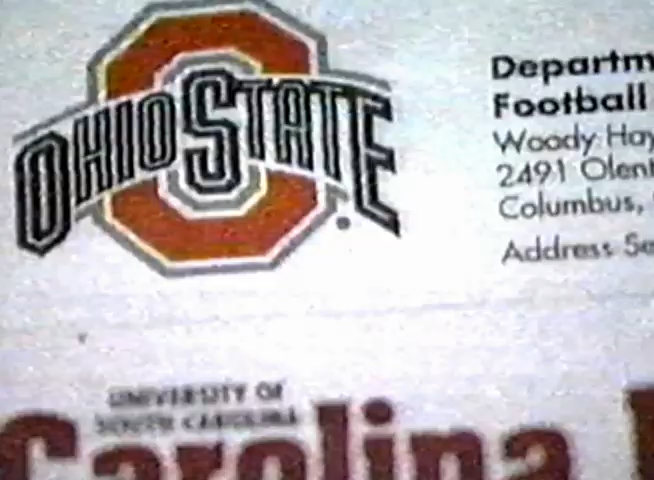 OHIO STATE
Departm
Football
Woody Hay
2491 Olent
Columbus,
Address Se
UNIVERSITY OF
SOUTH CAROLINA
Carolina